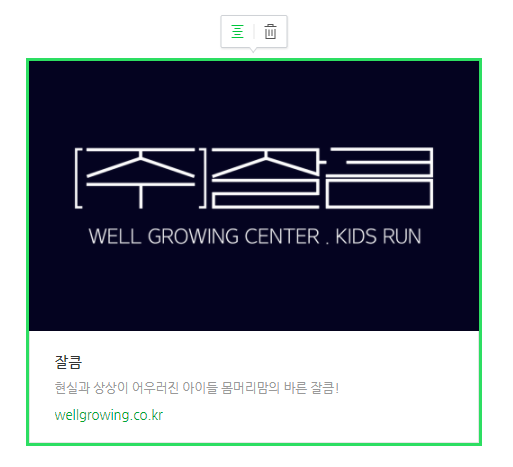 [주]잘큼
WELL GROWING CENTER . KIDS RUN
잘큼
현실과 상상이 어우러진 아이들 몸머리맘의 바른 잘큼!
wellgrowing.co.kr